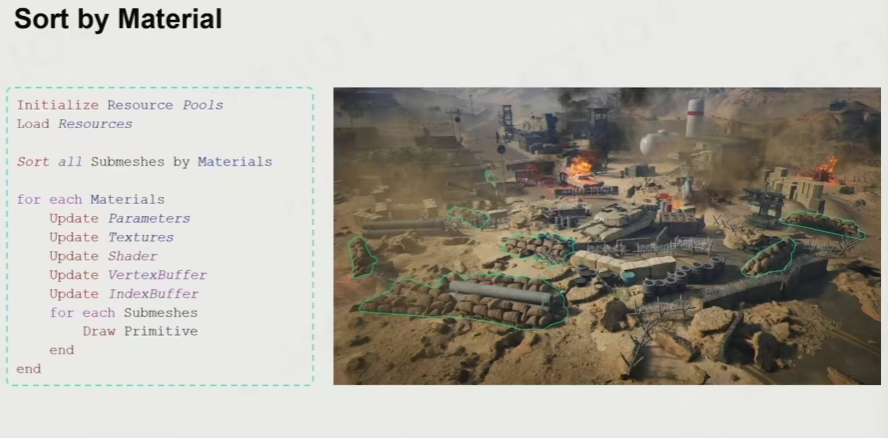 Sort by Material
Initialize Resource Pools
Load Resources
Sort all Submeshes by Materials
for each Materials
Update Parameters
Update Textures
Update Shader
Update VertexBuffer
Update IndexBuffer
for each Submeshes
Draw Primitive
end
end